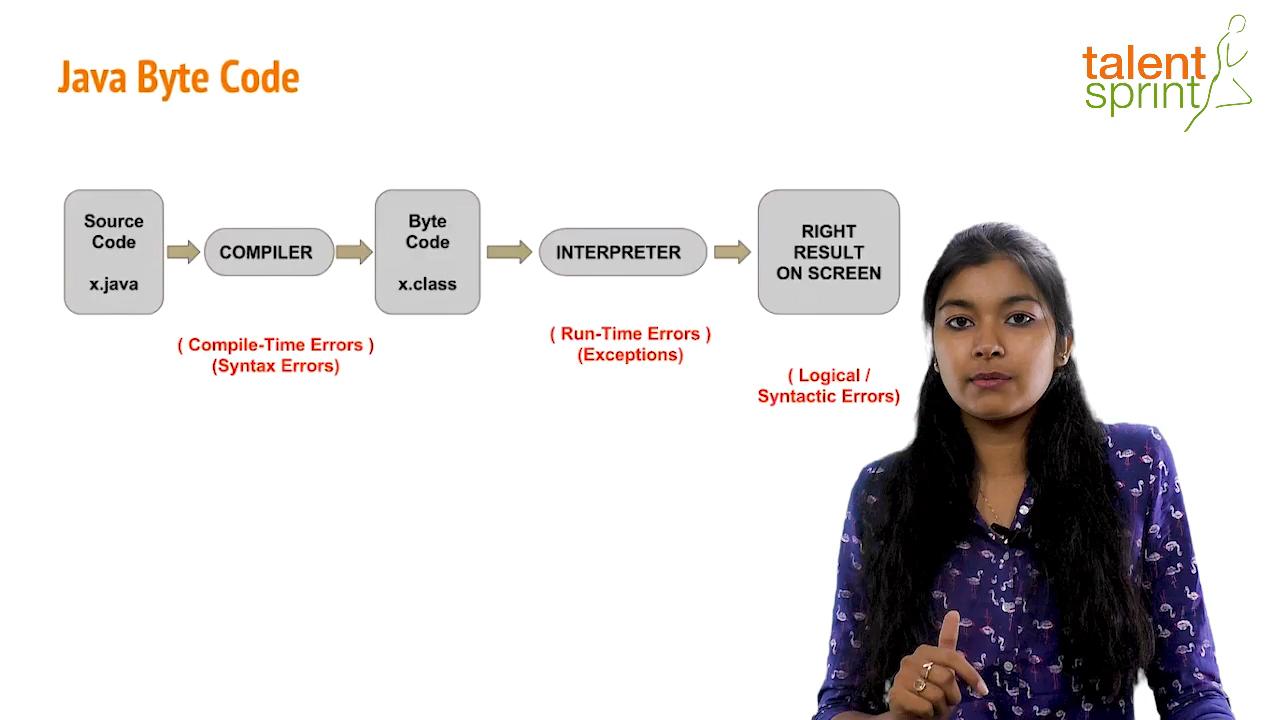 Java Byte Code
talent
sprint
Source
Code
x.java
COMPILER
Byte
Code
x.class
INTERPRETER
RIGHT
RESULT
ON SCREEN
( Compile-Time Errors )
(Syntax Errors)
( Run-Time Errors )
(Exceptions)
( Logical /
Syntactic Errors)